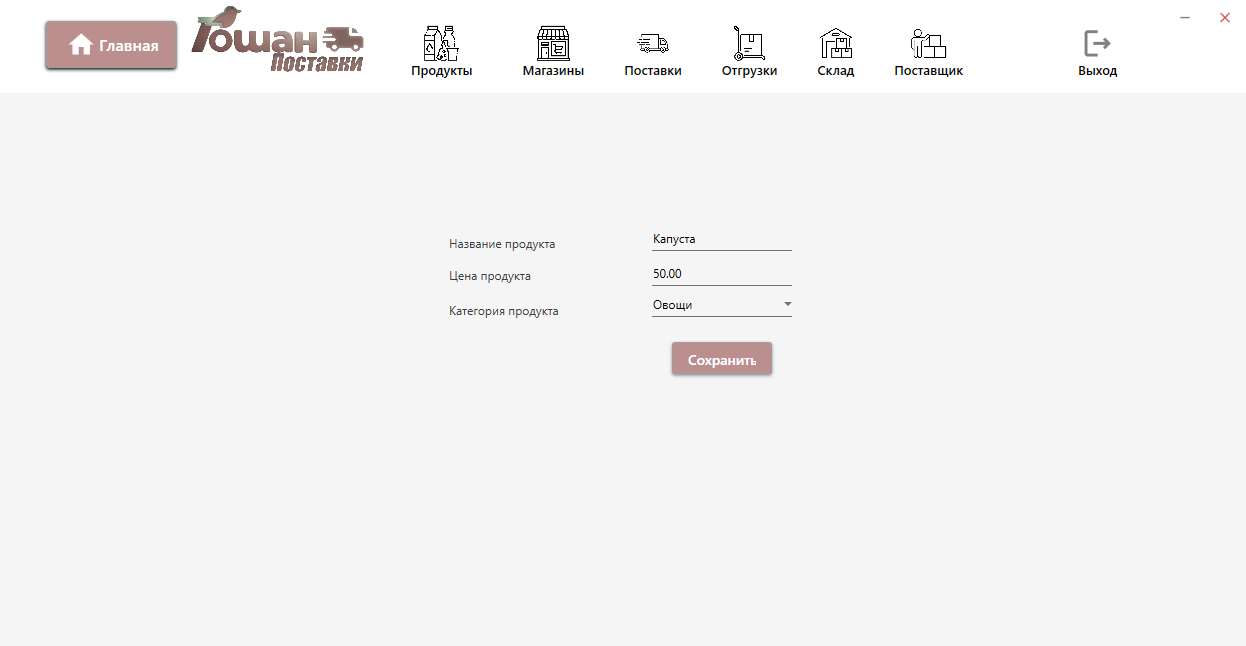 Главная
Гошан
Поставки
Продукты
Магазины
Поставки
Отгрузки
Склад
Поставщик
Выход
Название продукта
Капуста
Цена продукта
50.00
Категория продукта
Овощи
Сохранить